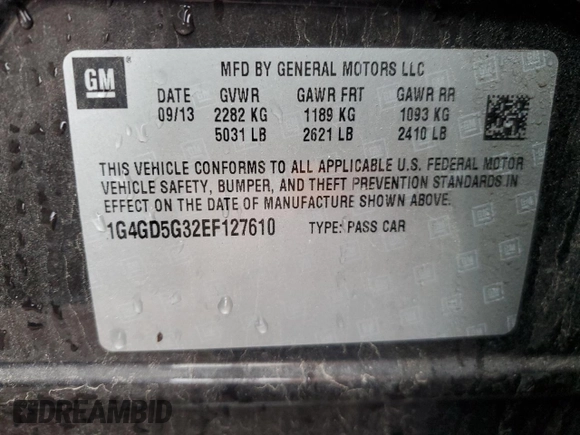 GM
MFD BY GENERAL MOTORS LLC
DATE GVWR GAWR FRT GAWR RR
09/13 2282 KG 1189 KG 1093 KG
5031 LB 2621 LB 2410 LB
THIS VEHICLE CONFORMS TO ALL APPLICABLE U.S. FEDERAL MOTOR
VEHICLE SAFETY, BUMPER, AND THEFT PREVENTION STANDARDS IN
EFFECT ON THE DATE OF MANUFACTURE SHOWN ABOVE.
1G4GD5G32EF127610 TYPE: PASS CAR
DREAMBID